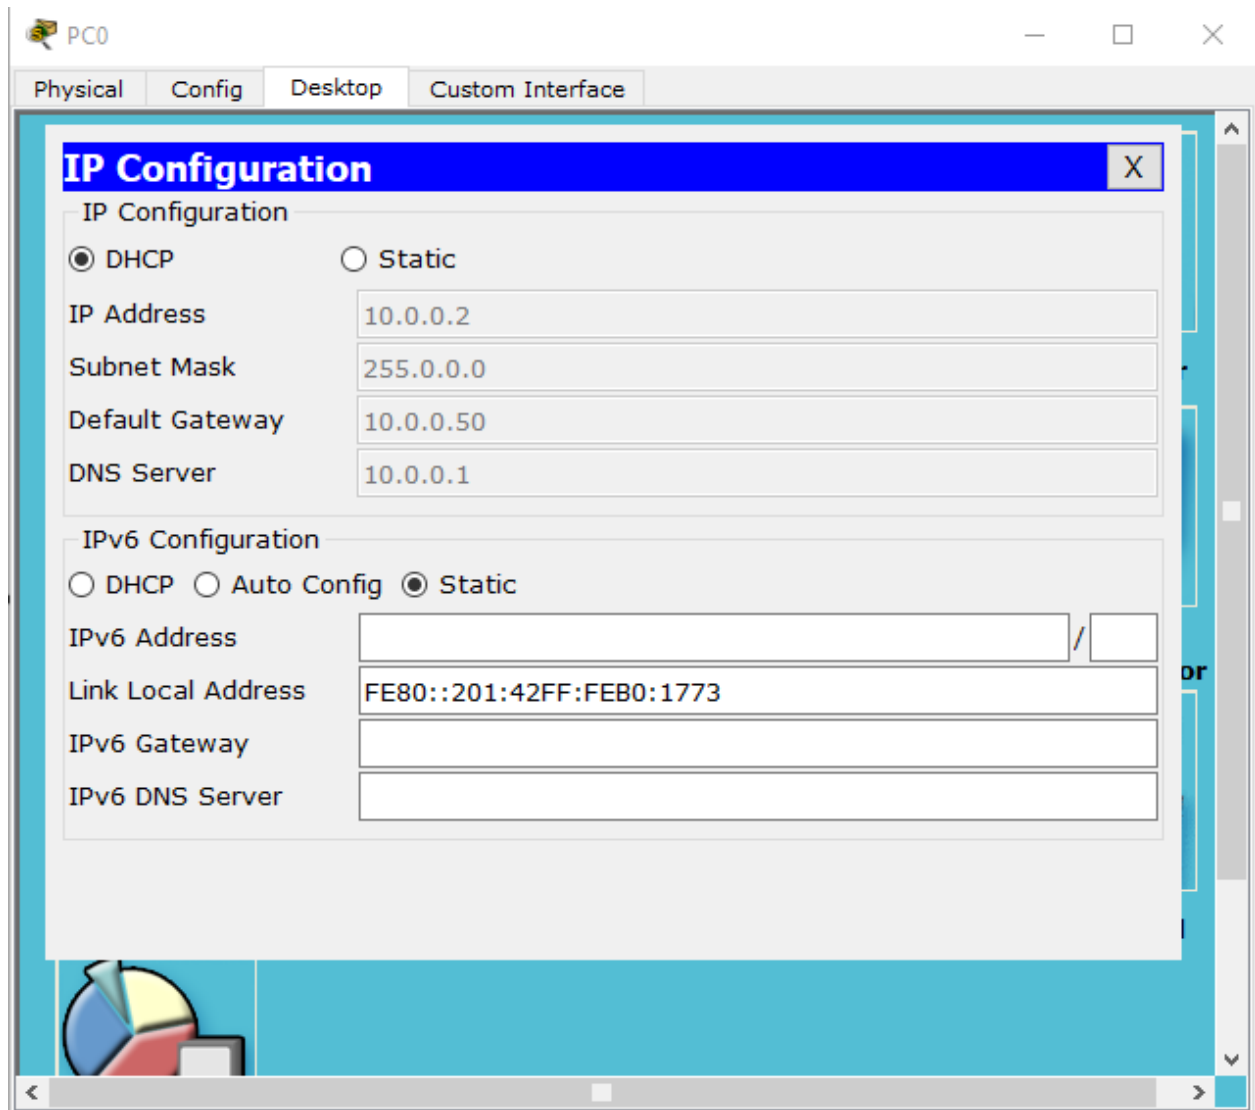 PC0
Physical Config Desktop Custom Interface
IP Configuration X
IP Configuration
DHCP Static
IP Address 10.0.0.2
Subnet Mask 255.0.0.0
Default Gateway 10.0.0.50
DNS Server 10.0.0.1
IPv6 Configuration
DHCP Auto Config Static
IPv6 Address /
Link Local Address FE80::201:42FF:FEB0:1773
IPv6 Gateway
IPv6 DNS Server